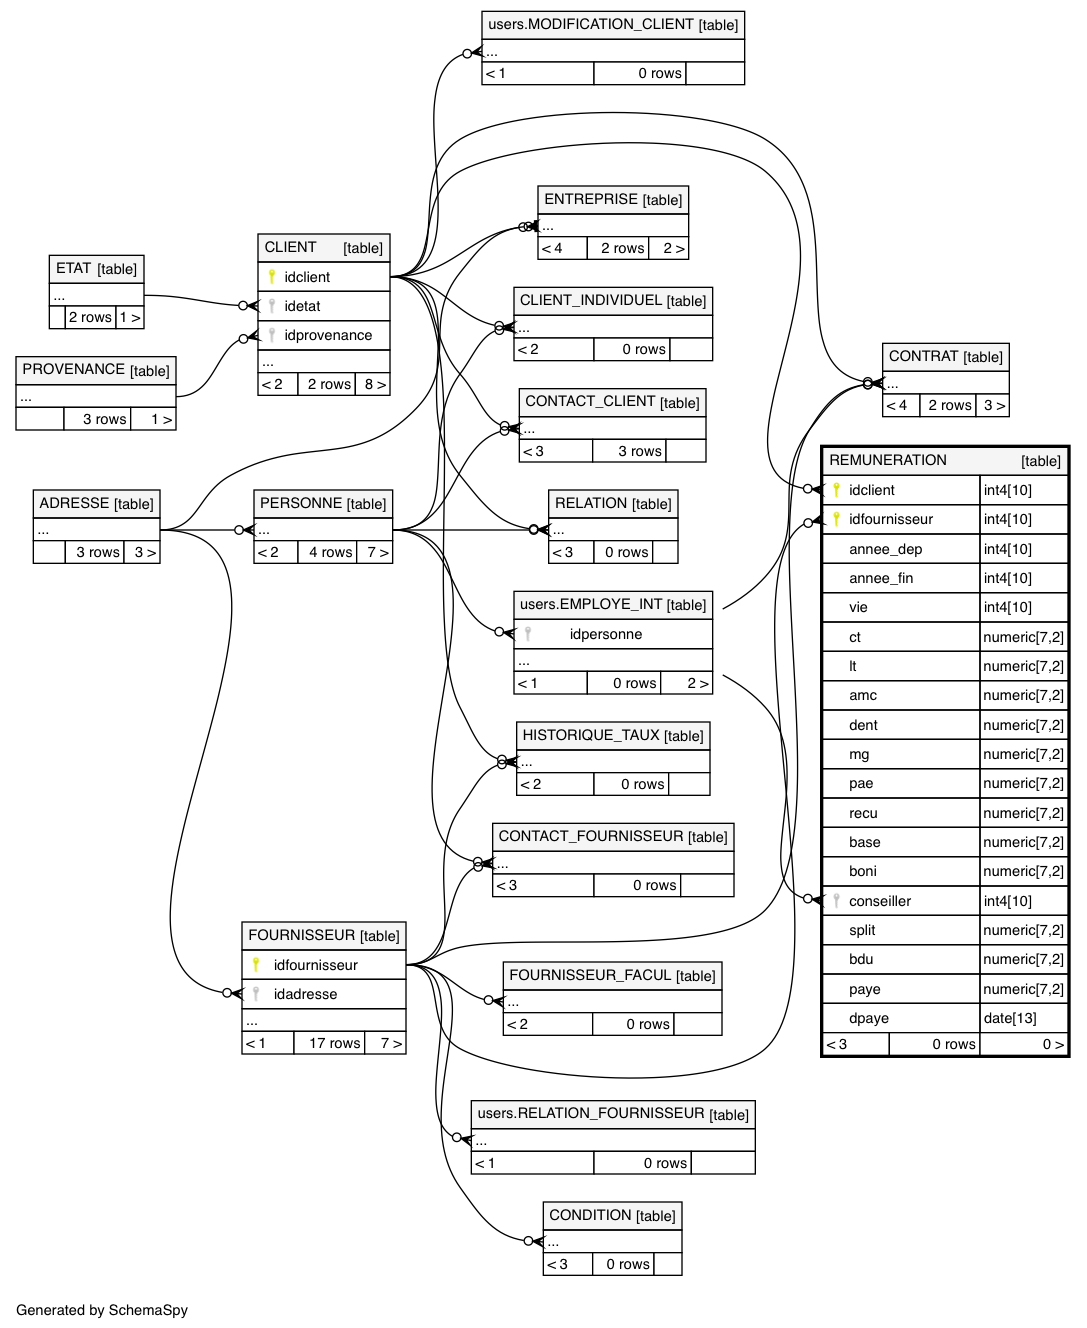 users.MODIFICATION_CLIENT [table]
...
< 1 0 rows
ENTREPRISE [table]
...
< 4 2 rows 2 >
CLIENT [table]
idclient
idetat
idprovenance
...
< 2 2 rows 8 >
ETAT [table]
...
2 rows 1 >
CLIENT_INDIVIDUEL [table]
...
< 2 0 rows
PROVENANCE [table]
...
3 rows 1 >
CONTRAT [table]
...
< 4 2 rows 3 >
CONTACT_CLIENT [table]
...
< 3 3 rows
REMUNERATION [table]
idclient int4[10]
idfournisseur int4[10]
annee_dep int4[10]
annee_fin int4[10]
vie int4[10]
ct numeric[7,2]
lt numeric[7,2]
amc numeric[7,2]
dent numeric[7,2]
mg numeric[7,2]
pae numeric[7,2]
recu numeric[7,2]
base numeric[7,2]
boni numeric[7,2]
conseiller int4[10]
split numeric[7,2]
bdu numeric[7,2]
paye numeric[7,2]
dpaye date[13]
< 3 0 rows 0 >
ADRESSE [table]
...
3 rows 3 >
PERSONNE [table]
...
< 2 4 rows 7 >
RELATION [table]
...
< 3 0 rows
users.EMPLOYE_INT [table]
idpersonne
...
< 1 0 rows 2 >
HISTORIQUE_TAUX [table]
...
< 2 0 rows
CONTACT_FOURNISSEUR [table]
...
< 3 0 rows
FOURNISSEUR [table]
idfournisseur
idadresse
...
< 1 17 rows 7 >
FOURNISSEUR_FACUL [table]
...
< 2 0 rows
users.RELATION_FOURNISSEUR [table]
...
< 1 0 rows
CONDITION [table]
...
< 3 0 rows
Generated by SchemaSpy